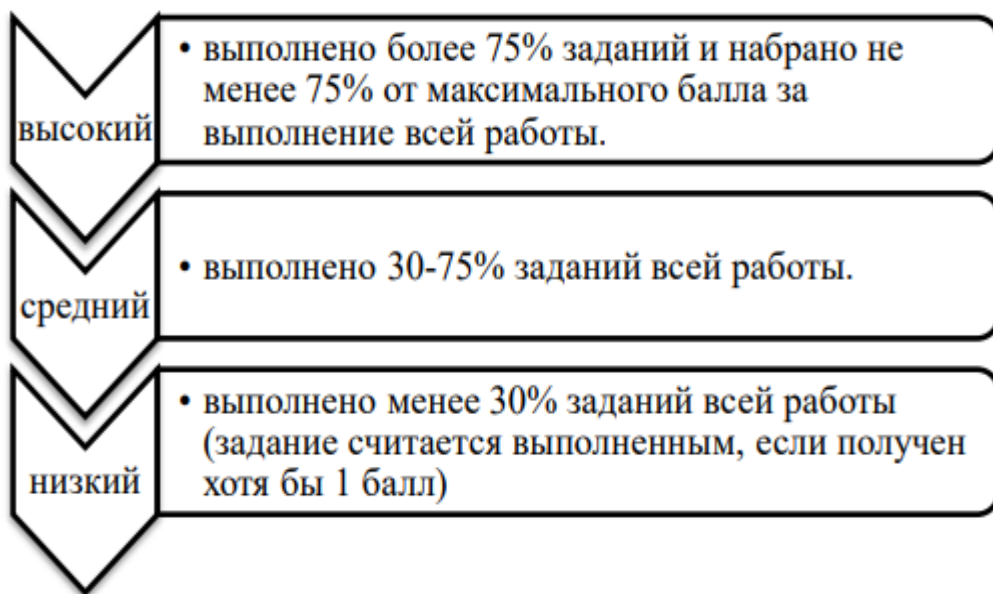 высокий
• выполнено более 75% заданий и набрано не
менее 75% от максимального балла за
выполнение всей работы.
средний
• выполнено 30-75% заданий всей работы.
низкий
• выполнено менее 30% заданий всей работы
(задание считается выполненным, если получен
хотя бы 1 балл)